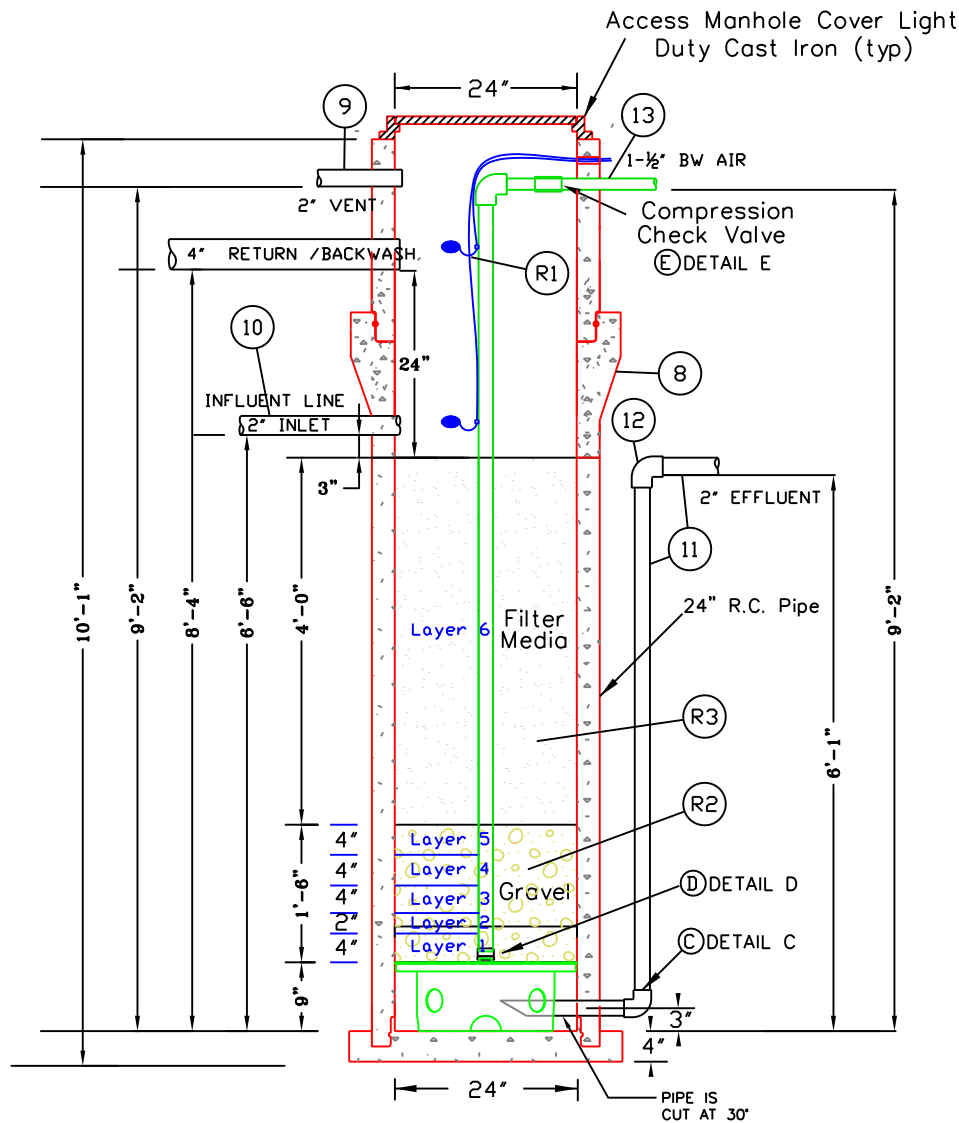 Access Manhole Cover Light
Duty Cast Iron (typ)
24"
9
13
1-½" BW AIR
2" VENT
Compression
Check Valve
E DETAIL E
4" RETURN /BACKWASH
R1
10
24"
8
INFLUENT LINE
2" INLET
12
3"
2" EFFLUENT
11
10'-1"
9'-2"
8'-4"
6'-6"
4'-0"
Layer 6
Filter
Media
24" R.C. Pipe
9'-2"
R3
6'-1"
R2
4"
Layer 5
4"
Layer 4
1'-6"
4"
Layer 3
Gravel
D DETAIL D
2"
Layer 2
4"
Layer 1
C DETAIL C
9"
3"
4"
24"
PIPE IS
CUT AT 30°